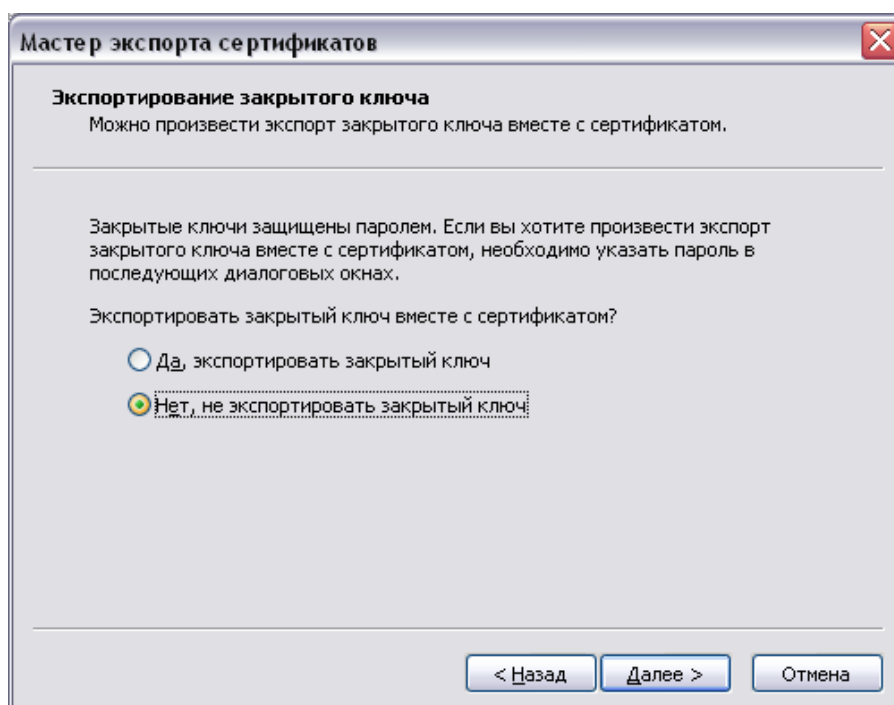 Мастер экспорта сертификатов
Экспортирование закрытого ключа
Можно произвести экспорт закрытого ключа вместе с сертификатом.
Закрытые ключи защищены паролем. Если вы хотите произвести экспорт
закрытого ключа вместе с сертификатом, необходимо указать пароль в
последующих диалоговых окнах.
Экспортировать закрытый ключ вместе с сертификатом?
Да, экспортировать закрытый ключ
Нет, не экспортировать закрытый ключ
< Назад Далее > Отмена